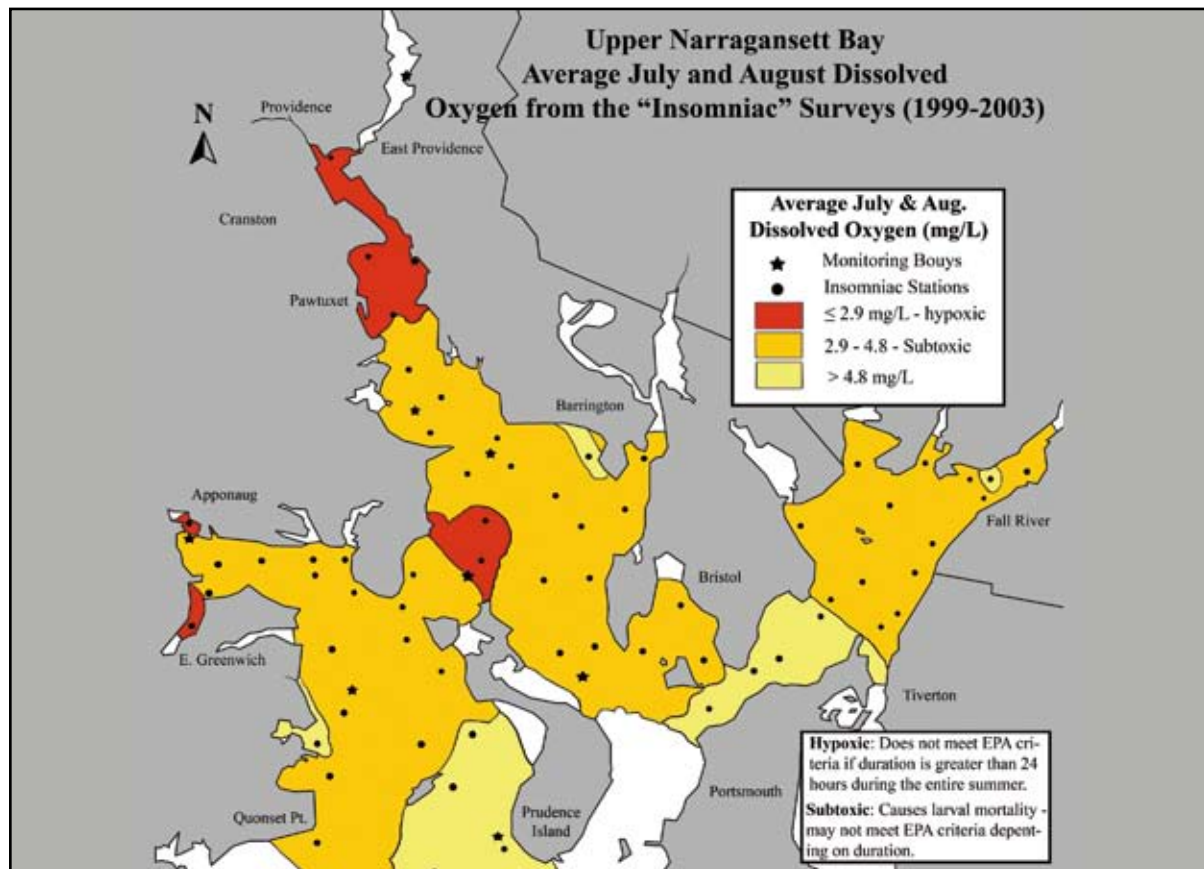 Upper Narragansett Bay
Average July and August Dissolved
Oxygen from the “Insomniac” Surveys (1999-2003)
Providence
N
East Providence
Cranston
Pawtuxet
Average July & Aug.
Dissolved Oxygen (mg/L)
Monitoring Bouys
Insomniac Stations
≤ 2.9 mg/L - hypoxic
2.9 - 4.8 - Subtoxic
> 4.8 mg/L
Barrington
Apponaug
Fall River
Bristol
E. Greenwich
Tiverton
Hypoxic: Does not meet EPA cri-
teria if duration is greater than 24
hours during the entire summer.
Subtoxic: Causes larval mortality -
may not meet EPA criteria depent-
ing on duration.
Portsmouth
Prudence
Island
Quonset Pt.